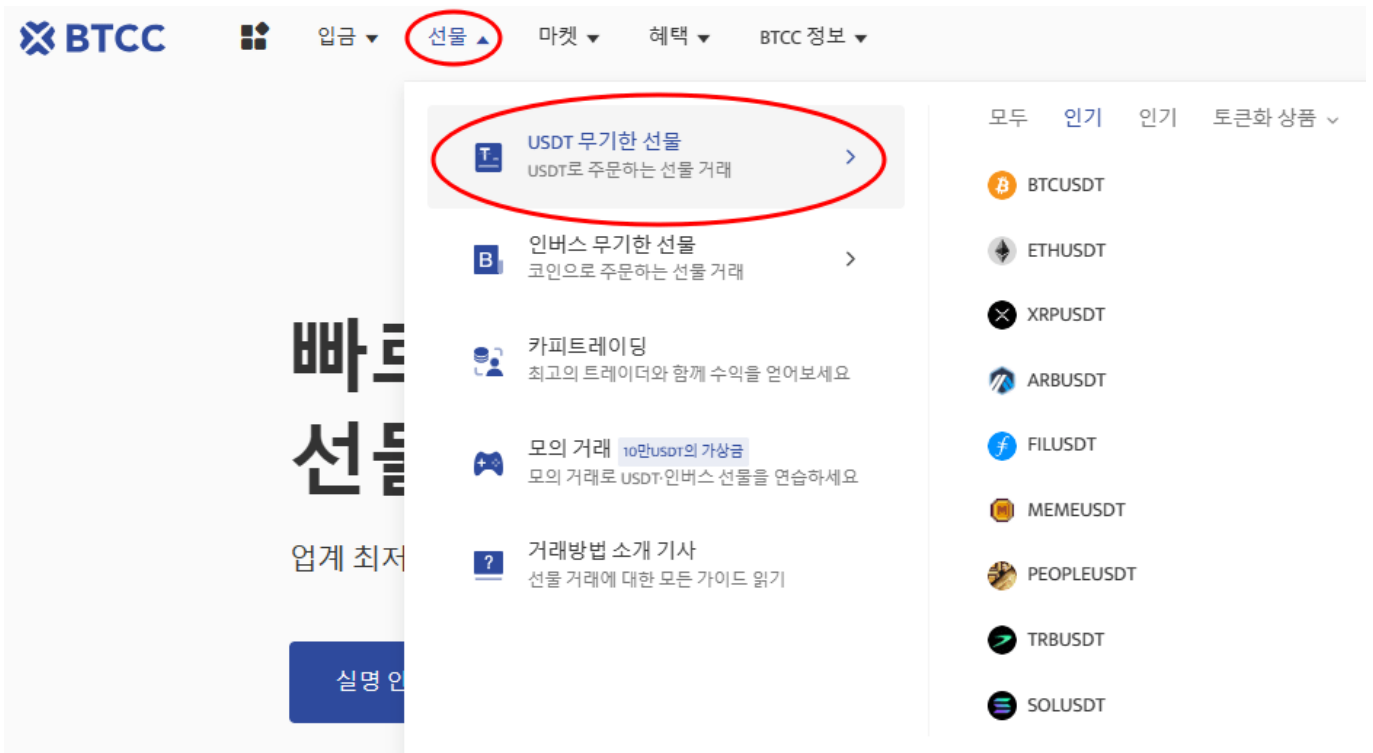 BTCC
입금 ▼
선물 ▲
마켓 ▼
혜택 ▼
BTCC 정보 ▼
USDT 무기한 선물
USDT로 주문하는 선물 거래
인버스 무기한 선물
코인으로 주문하는 선물 거래
카피트레이딩
최고의 트레이더와 함께 수익을 얻어보세요
모의 거래 10만USDT의 가상금
모의 거래로 USDT·인버스 선물을 연습하세요
거래방법 소개 기사
선물 거래에 대한 모든 가이드 읽기
모두 인기 인기 토큰화 상품
BTCUSDT
ETHUSDT
XRPUSDT
ARBUSDT
FILUSDT
MEMEUSDT
PEOPLEUSDT
TRBUSDT
SOLUSDT
업계 최저
실명